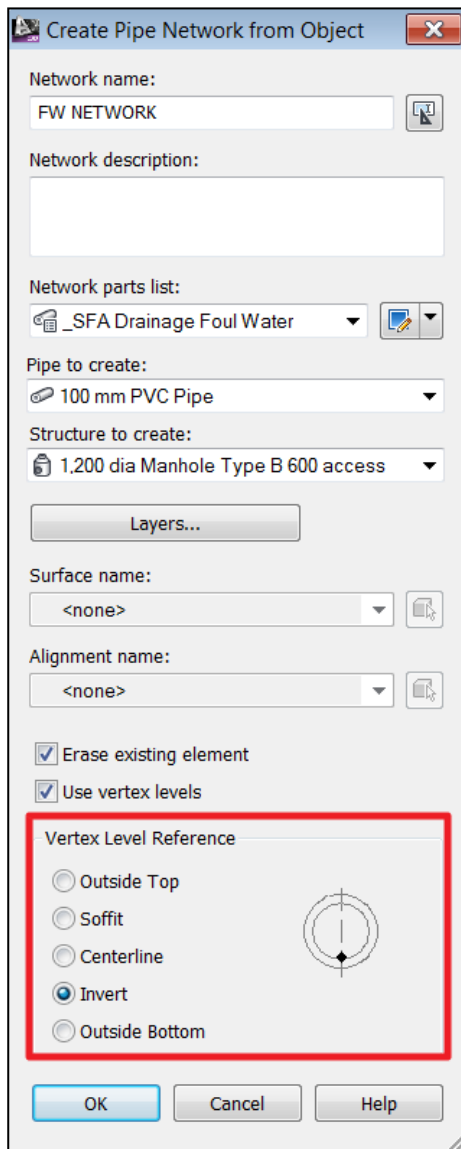 Create Pipe Network from Object
Network name:
FW NETWORK
Network description:
Network parts list:
_SFA Drainage Foul Water
Pipe to create:
100 mm PVC Pipe
Structure to create:
1,200 dia Manhole Type B 600 access
Layers...
Surface name:
<none>
Alignment name:
<none>
Erase existing element
Use vertex levels
Vertex Level Reference
Outside Top
Soffit
Centerline
Invert
Outside Bottom
OK Cancel Help